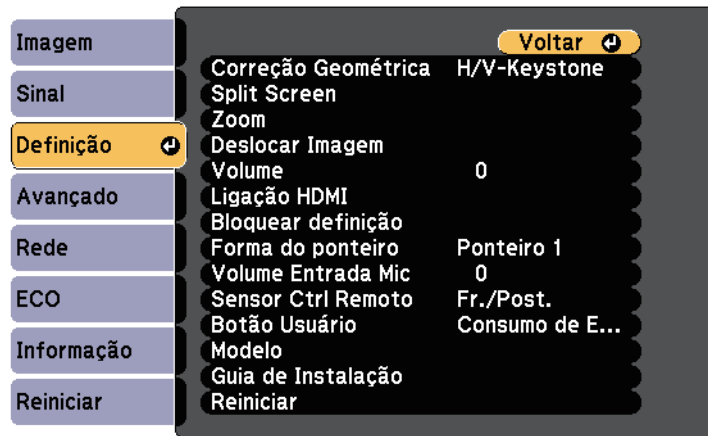 Imagem
Sinal
Definição
Avançado
Rede
ECO
Informação
Reiniciar
Voltar
Correção Geométrica H/V-Keystone
Split Screen
Zoom
Deslocar Imagem
Volume 0
Ligação HDMI
Bloquear definição
Forma do ponteiro Ponteiro 1
Volume Entrada Mic 0
Sensor Ctrl Remoto Fr./Post.
Botão Usuário Consumo de E...
Modelo
Guia de Instalação
Reiniciar